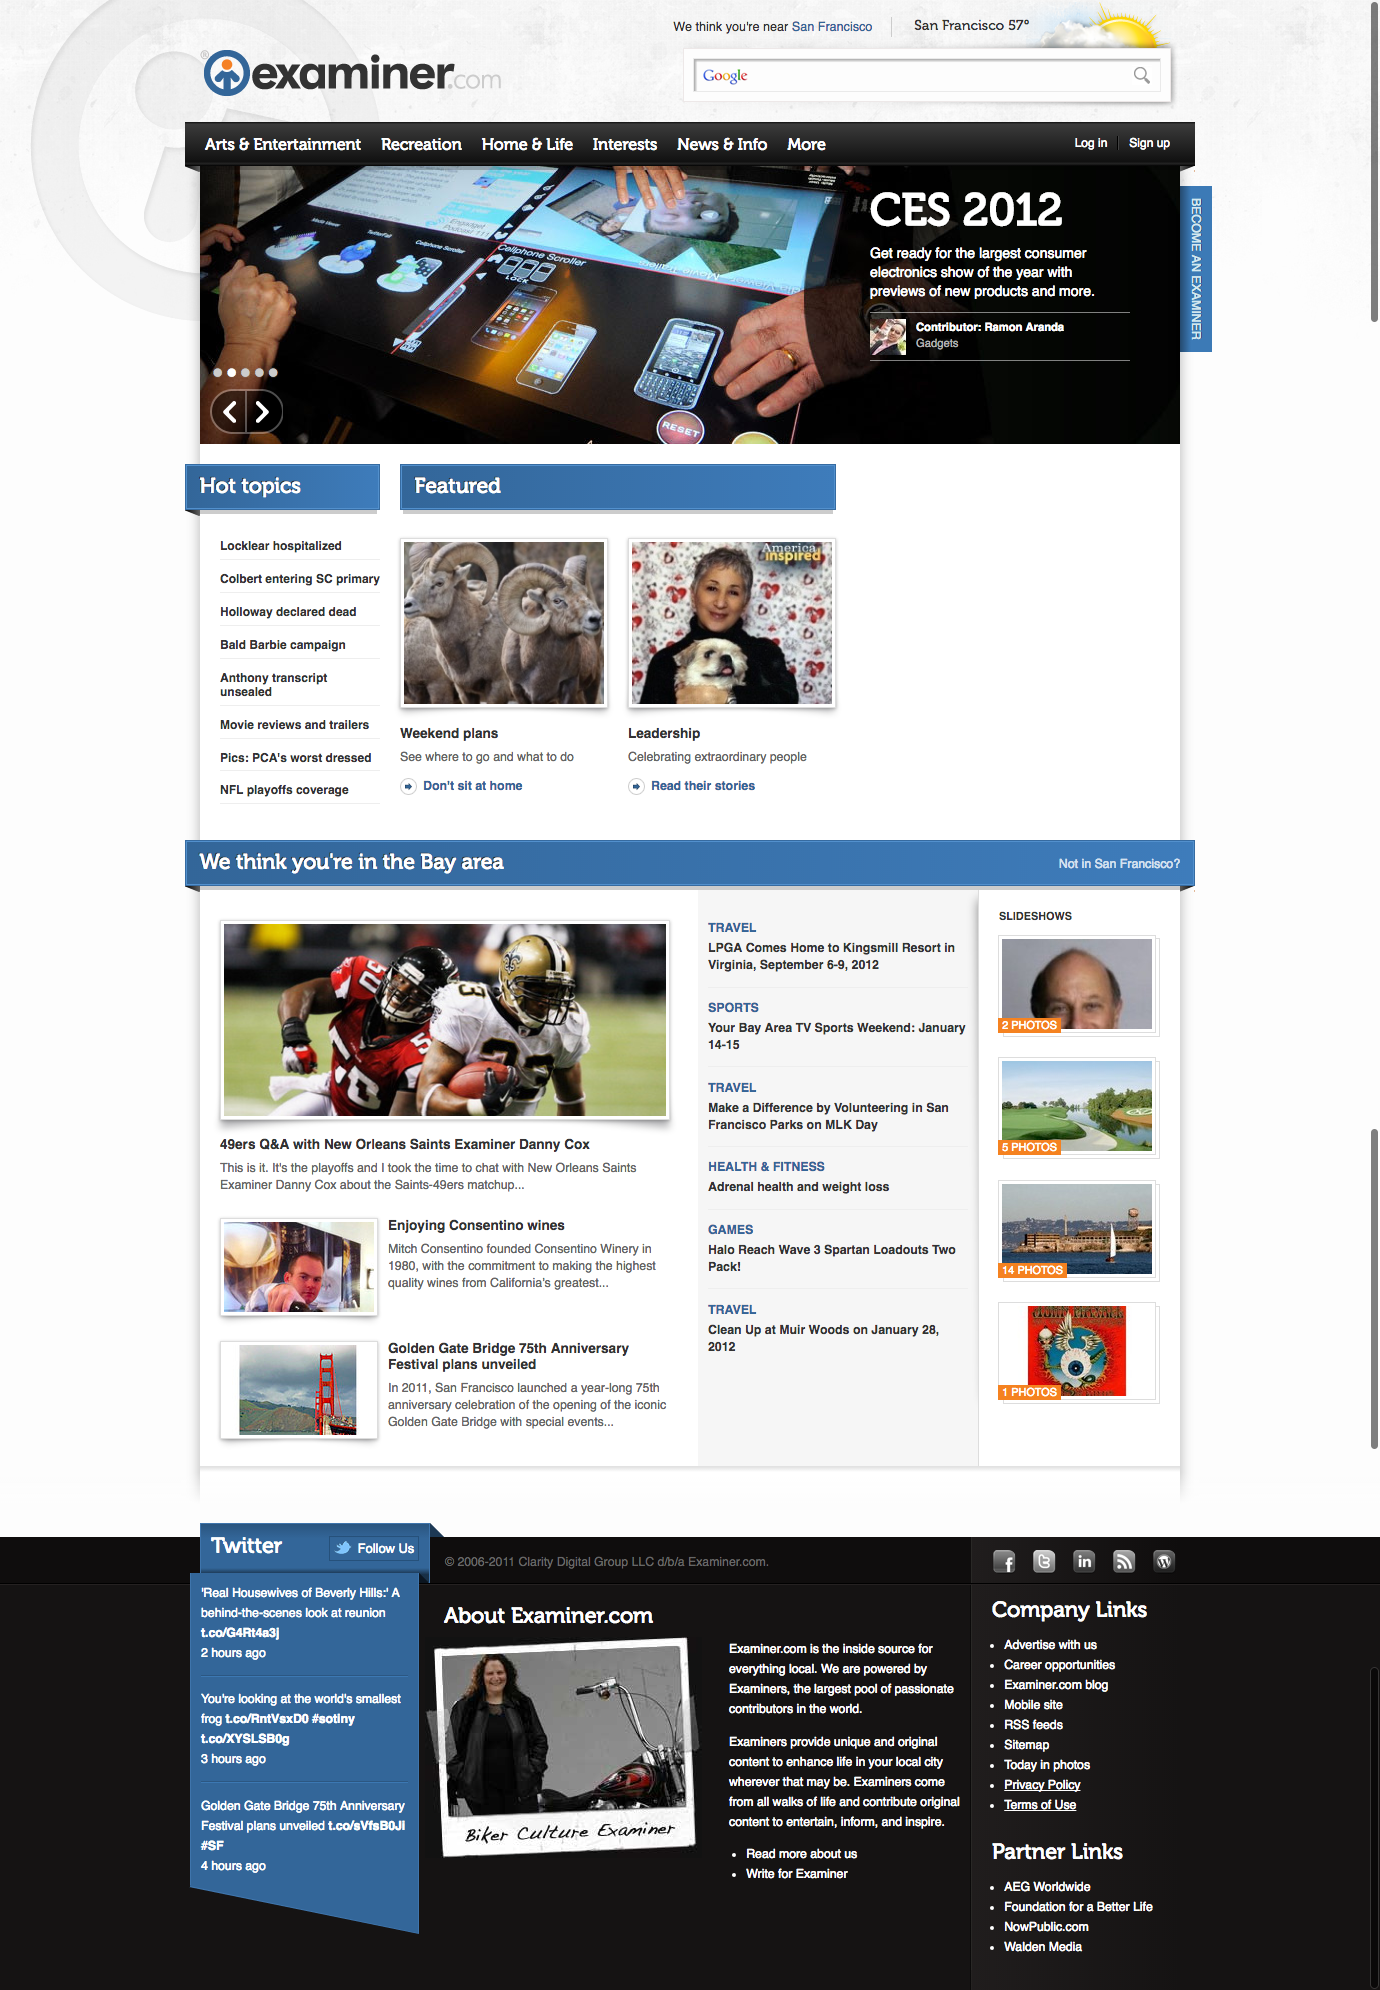 We think you're near San Francisco
San Francisco 57°
examiner.com
Google
Arts & Entertainment
Recreation
Home & Life
Interests
News & Info
More
Log in
Sign up
BECOME AN EXAMINER
CES 2012
Get ready for the largest consumer
electronics show of the year with
previews of new products and more.
Contributor: Ramon Aranda
Gadgets
Cellphone Scroller
Cellphone Scroller
LOCK
RESET
Hot topics
Locklear hospitalized
Colbert entering SC primary
Holloway declared dead
Bald Barbie campaign
Anthony transcript
unsealed
Movie reviews and trailers
Pics: PCA's worst dressed
NFL playoffs coverage
Featured
Weekend plans
See where to go and what to do
Don't sit at home
America
inspired
Leadership
Celebrating extraordinary people
Read their stories
We think you're in the Bay area
Not in San Francisco?
49ers Q&A with New Orleans Saints Examiner Danny Cox
This is it. It's the playoffs and I took the time to chat with New Orleans Saints
Examiner Danny Cox about the Saints-49ers matchup...
Enjoying Consentino wines
Mitch Consentino founded Consentino Winery in
1980, with the commitment to making the highest
quality wines from California's greatest...
Golden Gate Bridge 75th Anniversary
Festival plans unveiled
In 2011, San Francisco launched a year-long 75th
anniversary celebration of the opening of the iconic
Golden Gate Bridge with special events...
TRAVEL
LPGA Comes Home to Kingsmill Resort in
Virginia, September 6-9, 2012
SPORTS
Your Bay Area TV Sports Weekend: January
14-15
TRAVEL
Make a Difference by Volunteering in San
Francisco Parks on MLK Day
HEALTH & FITNESS
Adrenal health and weight loss
GAMES
Halo Reach Wave 3 Spartan Loadouts Two
Pack!
TRAVEL
Clean Up at Muir Woods on January 28,
2012
SLIDESHOWS
2 PHOTOS
5 PHOTOS
14 PHOTOS
1 PHOTOS
Twitter
Follow Us
'Real Housewives of Beverly Hills:' A
behind-the-scenes look at reunion
t.co/G4Rt4a3j
2 hours ago
You're looking at the world's smallest
frog t.co/RntVsxD0 #sotiny
t.co/XYSLSB0g
3 hours ago
Golden Gate Bridge 75th Anniversary
Festival plans unveiled t.co/sVfsB0Jl
#SF
4 hours ago
© 2006-2011 Clarity Digital Group LLC d/b/a Examiner.com.
About Examiner.com
Biker Culture Examiner
Examiner.com is the inside source for
everything local. We are powered by
Examiners, the largest pool of passionate
contributors in the world.
Examiners provide unique and original
content to enhance life in your local city
wherever that may be. Examiners come
from all walks of life and contribute original
content to entertain, inform, and inspire.
Read more about us
Write for Examiner
Company Links
Advertise with us
Career opportunities
Examiner.com blog
Mobile site
RSS feeds
Sitemap
Today in photos
Privacy Policy
Terms of Use
Partner Links
AEG Worldwide
Foundation for a Better Life
NowPublic.com
Walden Media